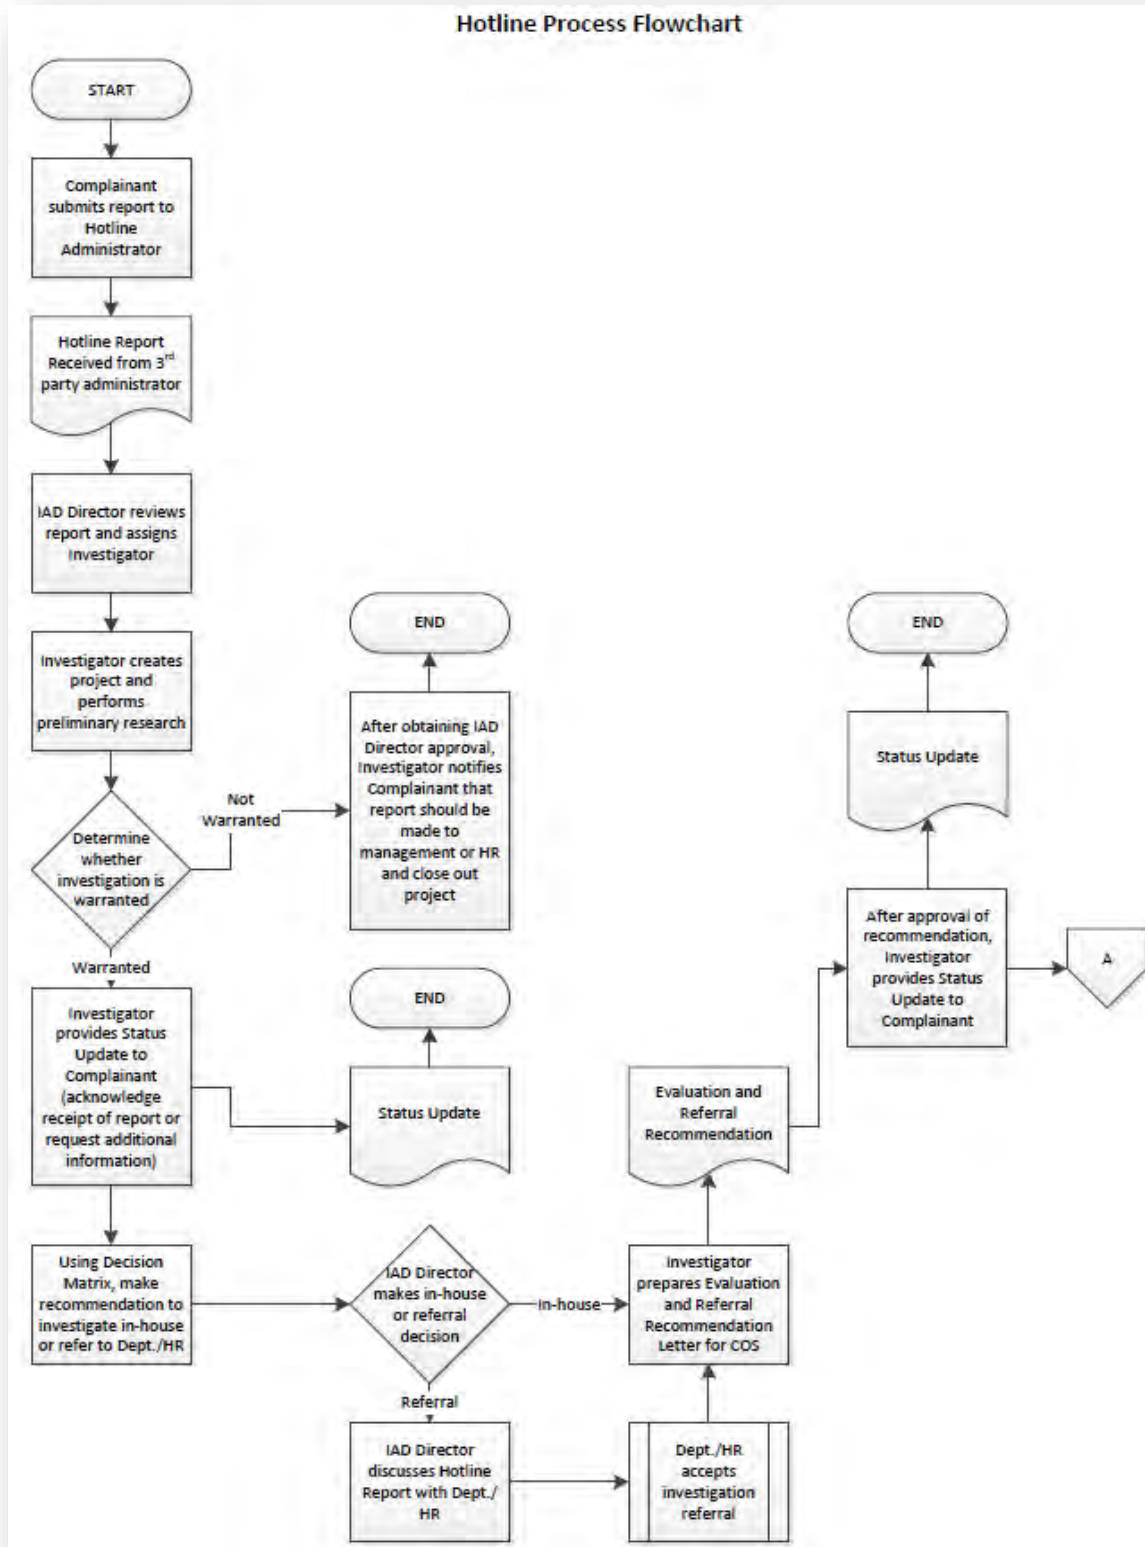 Hotline Process Flowchart
START
Complainant
submits report to
Hotline
Administrator
Hotline Report
Received from 3rd
party administrator
IAD Director reviews
report and assigns
Investigator
Investigator creates
project and
performs
preliminary research
Determine
whether
investigation is
warranted
Not
Warranted
END
After obtaining IAD
Director approval,
Investigator notifies
Complainant that
report should be
made to
management or HR
and close out
project
Warranted
Investigator
provides Status
Update to
Complainant
(acknowledge
receipt of report or
request additional
information)
END
Status Update
Using Decision
Matrix, make
recommendation to
investigate in-house
or refer to Dept./HR
IAD Director
makes in-house
or referral
decision
In-house
Referral
IAD Director
discusses Hotline
Report with Dept./
HR
Dept./HR
accepts
investigation
referral
Investigator
prepares Evaluation
and Referral
Recommendation
Letter for COS
Evaluation and
Referral
Recommendation
After approval of
recommendation,
Investigator
provides Status
Update to
Complainant
A
Status Update
END